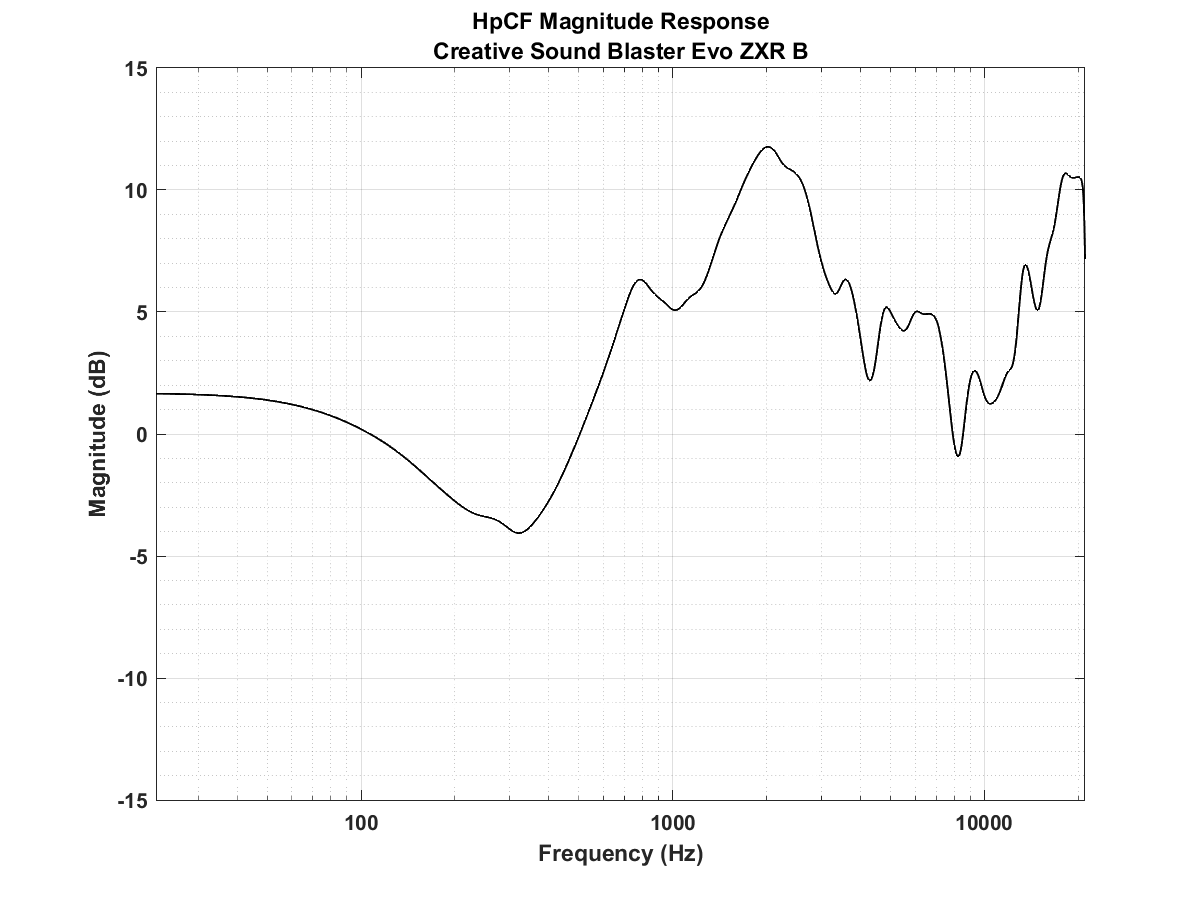 HpCF Magnitude Response
Creative Sound Blaster Evo ZXR B
15
10
5
0
-5
-10
-15
Magnitude (dB)
100 1000 10000
Frequency (Hz)